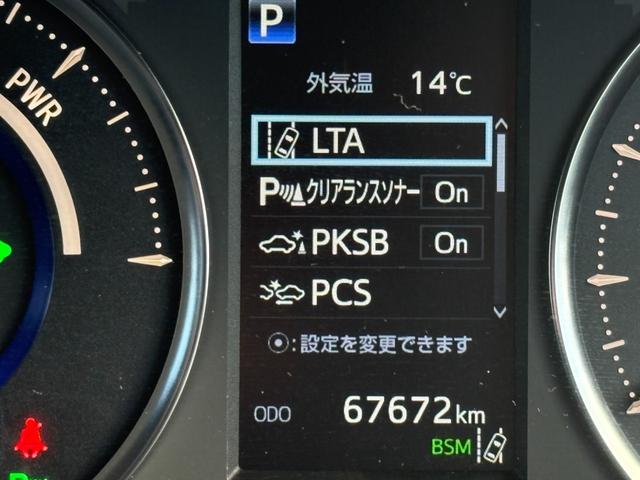 P
PWR
外気温 14℃
LTA
P クリアランスソナー On
PKSB On
PCS
:設定を変更できます
ODO 67672km
BSM